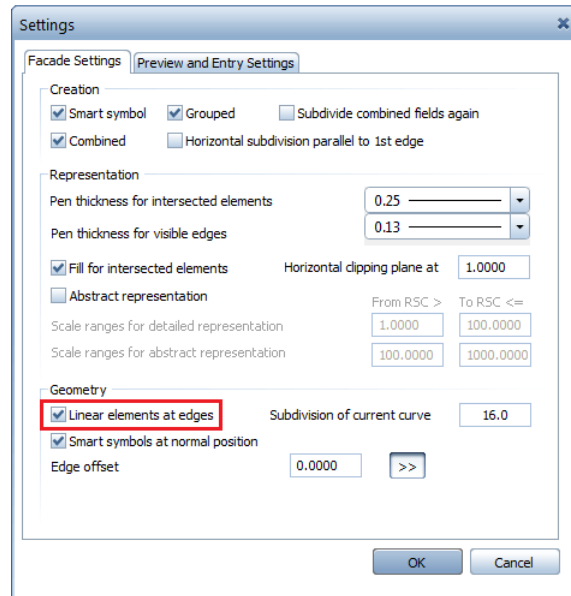 Settings
Facade Settings Preview and Entry Settings
Creation
Smart symbol Grouped Subdivide combined fields again
Combined Horizontal subdivision parallel to 1st edge
Representation
Pen thickness for intersected elements 0.25
Pen thickness for visible edges 0.13
Fill for intersected elements Horizontal clipping plane at 1.0000
Abstract representation From RSC > To RSC <=
Scale ranges for detailed representation 1.0000 100.0000
Scale ranges for abstract representation 100.0000 1000.0000
Geometry
Linear elements at edges Subdivision of current curve 16.0
Smart symbols at normal position
Edge offset 0.0000 >>
OK Cancel